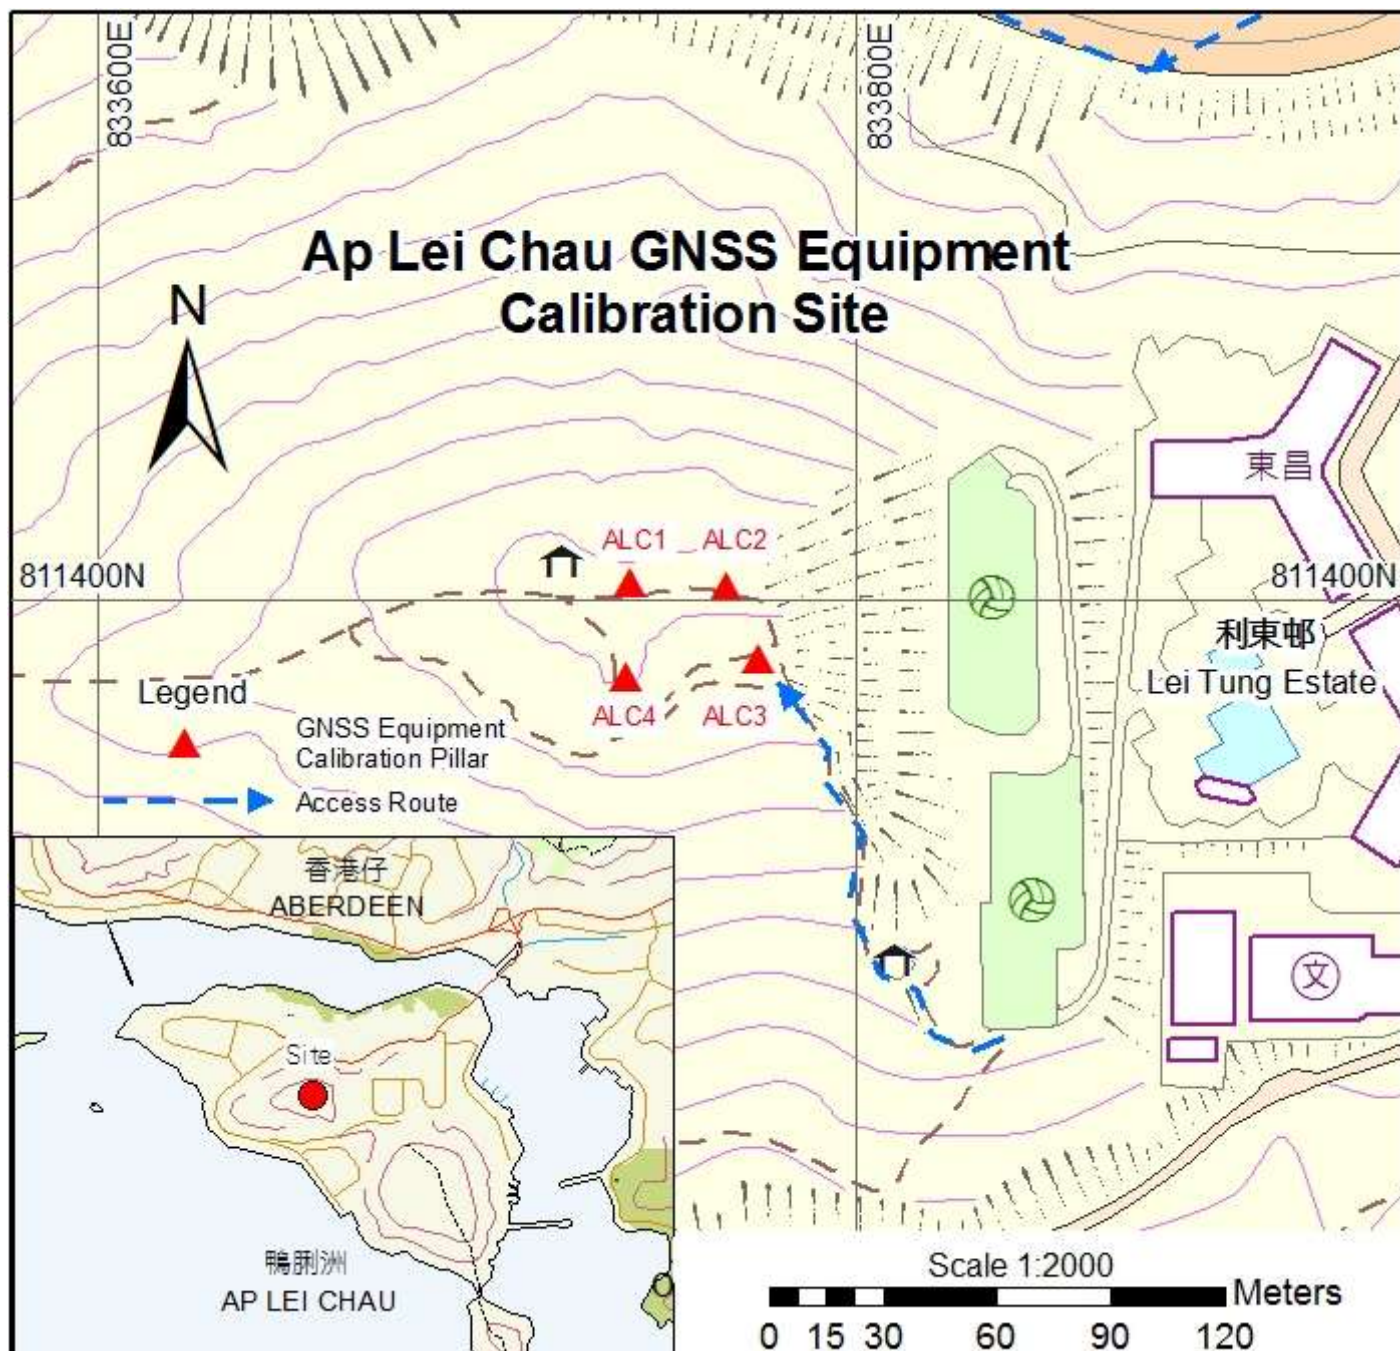 833600E
833800E
Ap Lei Chau GNSS Equipment
Calibration Site
N
東昌
ALC1
ALC2
811400N
811400N
利東邨
Lei Tung Estate
Legend
ALC4
ALC3
GNSS Equipment
Calibration Pillar
Access Route
香港仔
ABERDEEN
文
Site
鴨脷洲
AP LEI CHAU
Scale 1:2000
Meters
0 15 30 60 90 120